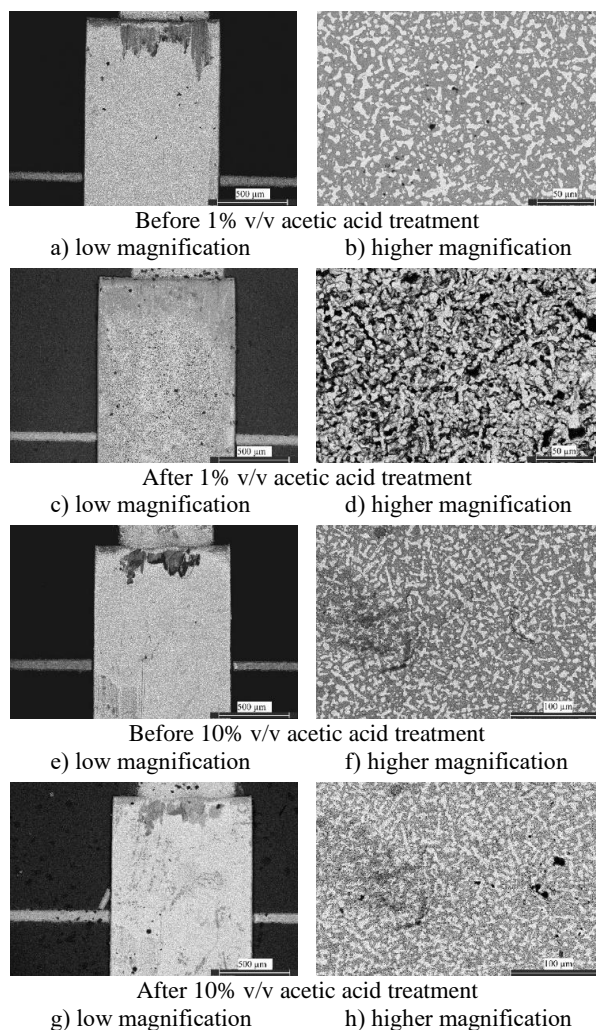 500 µm
50 µm
Before 1% v/v acetic acid treatment
a) low magnification b) higher magnification
500 µm
50 µm
After 1% v/v acetic acid treatment
c) low magnification d) higher magnification
500 µm
100 µm
Before 10% v/v acetic acid treatment
e) low magnification f) higher magnification
500 µm
100 µm
After 10% v/v acetic acid treatment
g) low magnification h) higher magnification